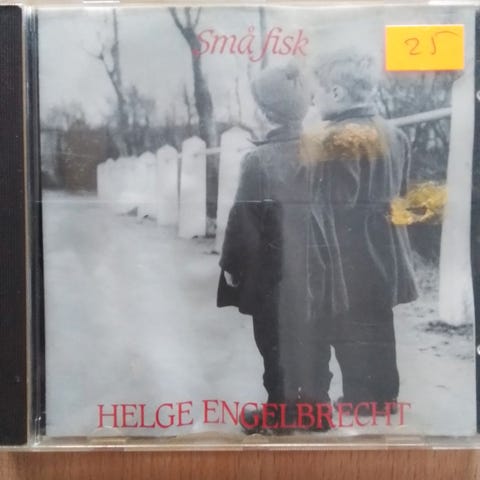 Små fisk
25
HELGE ENGELBRECHT